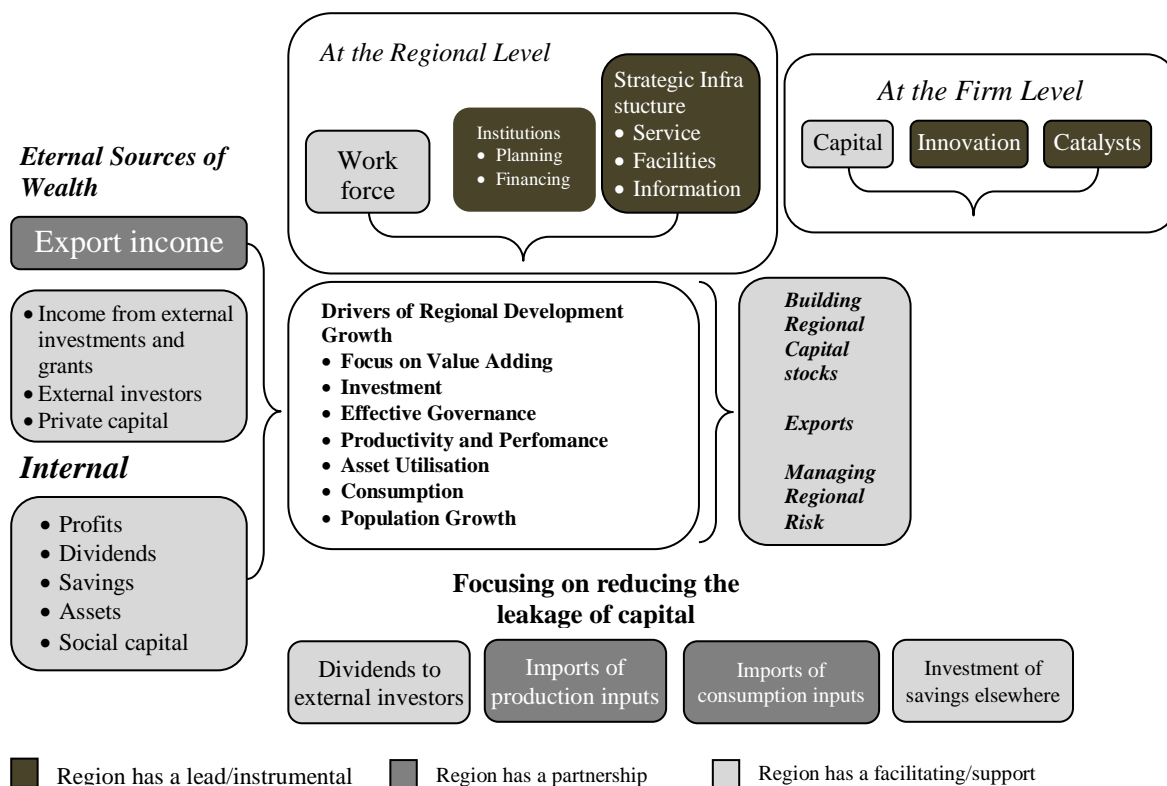 At the Regional Level
Work
force
Institutions
• Planning
• Financing
Strategic Infra
stucture
• Service
• Facilities
• Information
At the Firm Level
Capital
Innovation
Catalysts
Eternal Sources of
Wealth
Export income
• Income from external
investments and
grants
• External investors
• Private capital
Internal
• Profits
• Dividends
• Savings
• Assets
• Social capital
Drivers of Regional Development
Growth
• Focus on Value Adding
• Investment
• Effective Governance
• Productivity and Perfomance
• Asset Utilisation
• Consumption
• Population Growth
Building
Regional
Capital
stocks
Exports
Managing
Regional
Risk
Focusing on reducing the
leakage of capital
Dividends to
external investors
Imports of
production inputs
Imports of
consumption inputs
Investment of
savings elsewhere
Region has a lead/instrumental
Region has a partnership
Region has a facilitating/support